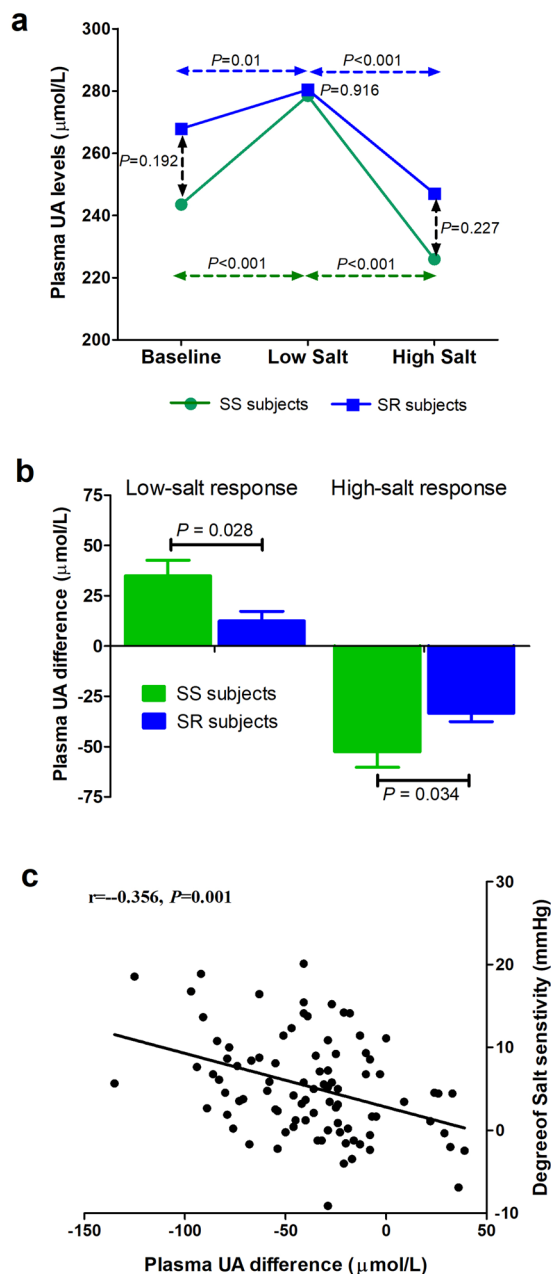 a
Plasma UA levels (μmol/L)
300
280
260
240
220
200
P=0.01
P<0.001
P=0.916
P=0.192
P=0.227
P<0.001
P<0.001
Baseline
Low Salt
High Salt
SS subjects
SR subjects
b
Plasma UA difference (μmol/L)
Low-salt response
High-salt response
75
50
25
0
-25
-50
-75
P = 0.028
SS subjects
SR subjects
P = 0.034
c
r=--0.356, P=0.001
30
20
10
0
-10
Degreeof Salt senstivity (mmHg)
-150
-100
-50
0
50
Plasma UA difference (μmol/L)